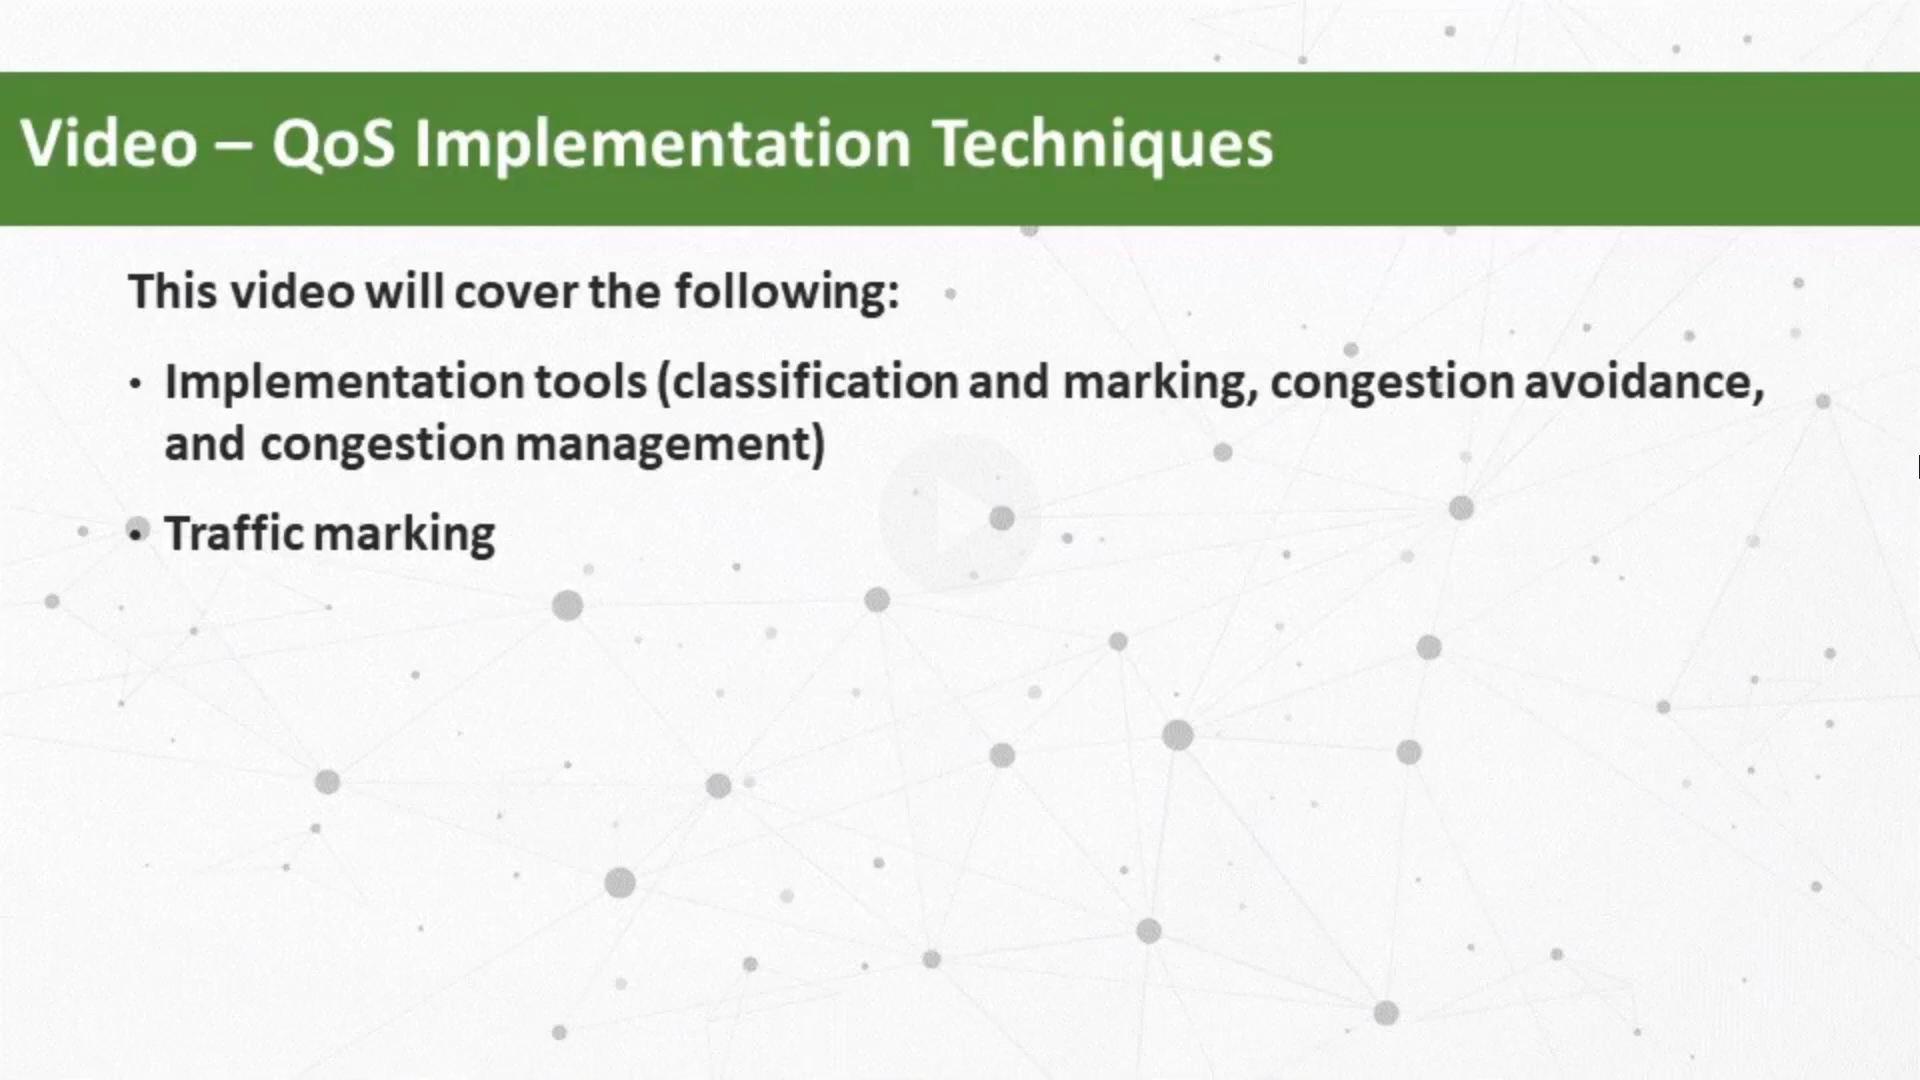 Video – QoS Implementation Techniques
This video will cover the following:
• Implementation tools (classification and marking, congestion avoidance,
and congestion management)
• Traffic marking